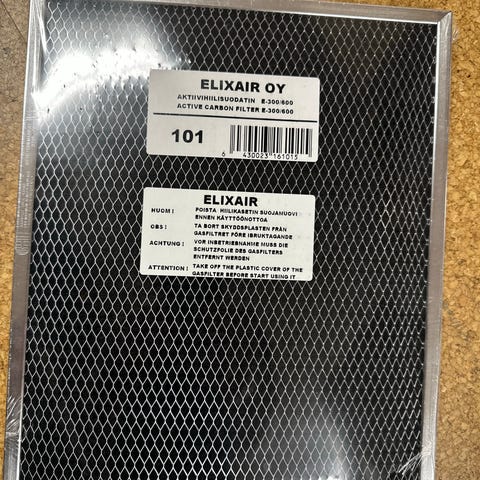 ELIXAIR OY
AKTIIVIHIILISUODATIN E-300/600
ACTIVE CARBON FILTER E-300/600
101
6 430023 161015
ELIXAIR
HUOM ! POISTA HIILIKASETIN SUOJAMUOVI
ENNEN KÄYTTÖÖNOTTOA
OBS ! TA BORT SKYDDSPLASTEN FRÅN
GASFILTRET FÖRE IBRUKTAGANDE
ACHTUNG ! VOR INBETRIEBNAHME MUSS DIE
SCHUTZFOLIE DES GASFILTERS
ENTFERNT WERDEN
ATTENTION ! TAKE OFF THE PLASTIC COVER OF THE
GASFILTER BEFORE START USING IT